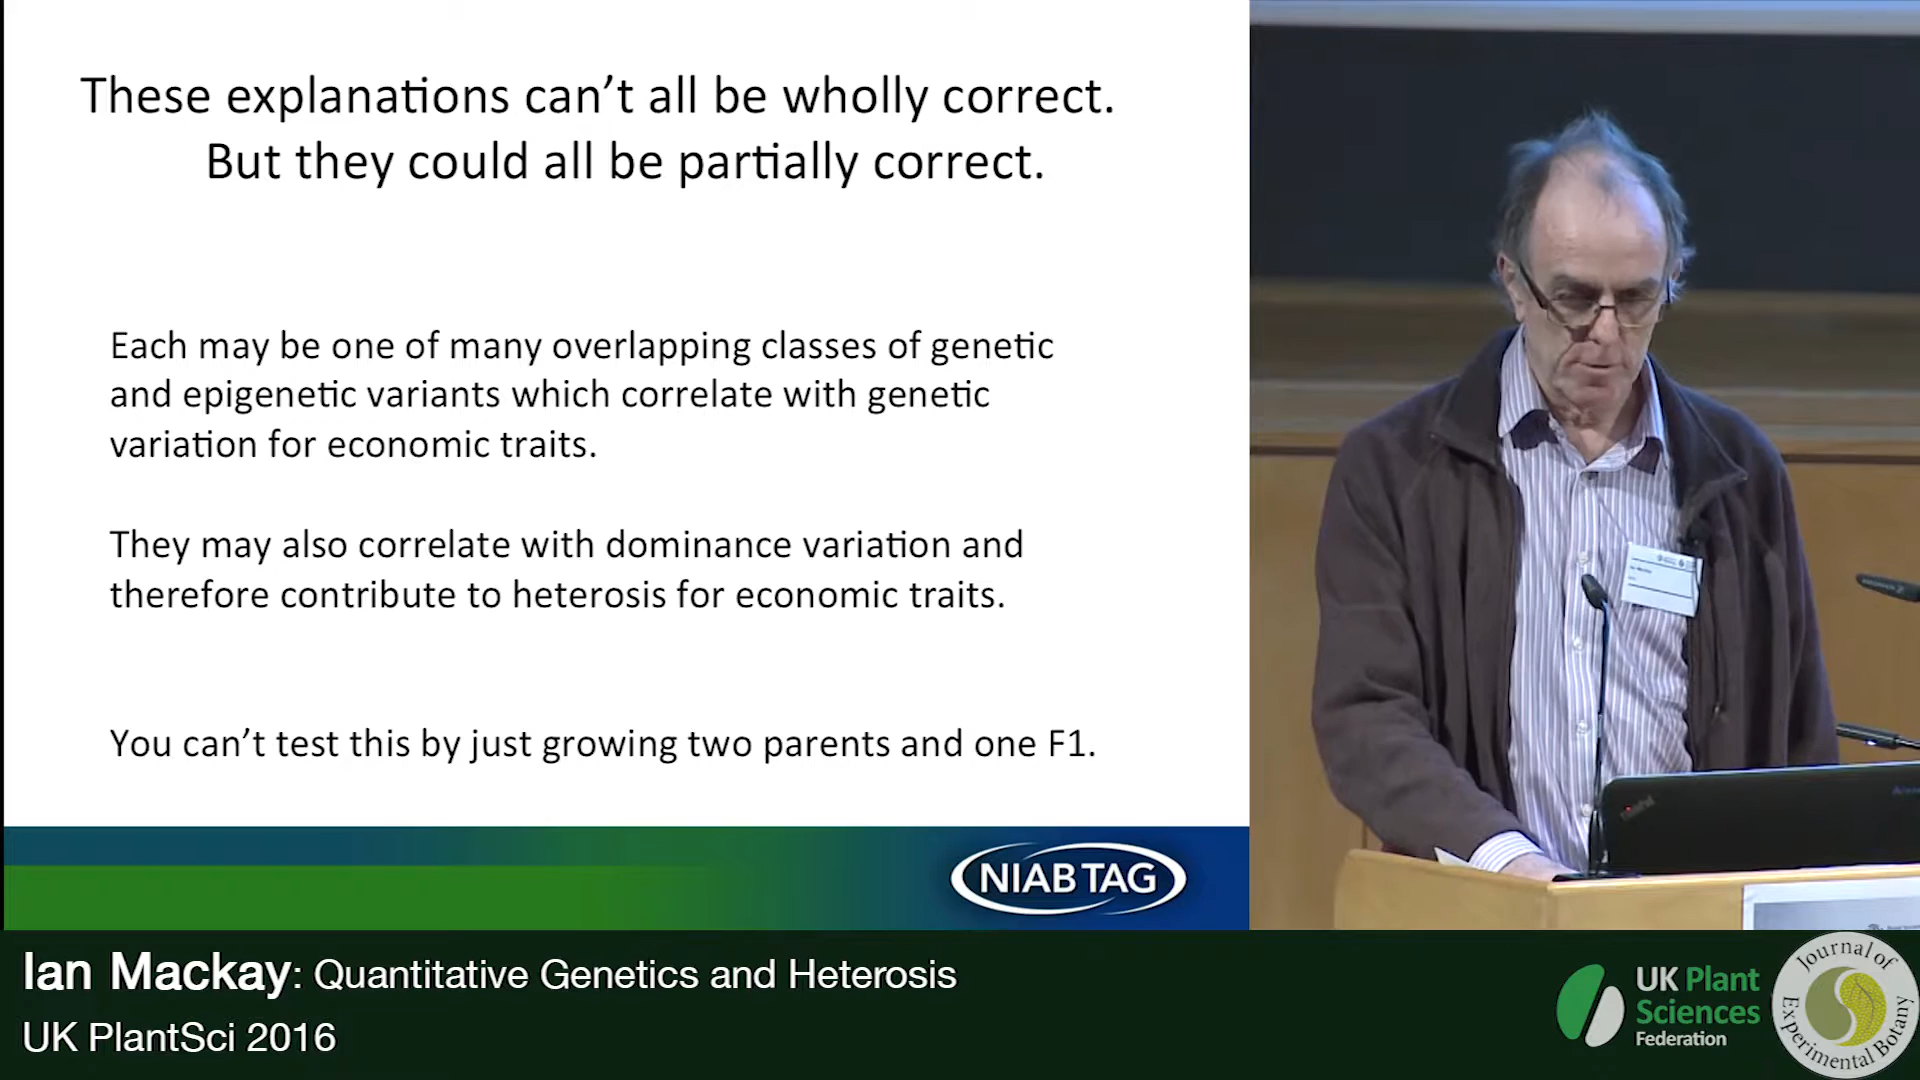 These explanations can't all be wholly correct.
But they could all be partially correct.
Each may be one of many overlapping classes of genetic
and epigenetic variants which correlate with genetic
variation for economic traits.
They may also correlate with dominance variation and
therefore contribute to heterosis for economic traits.
You can't test this by just growing two parents and one F1.
NIAB TAG
Ian Mackay: Quantitative Genetics and Heterosis
UK PlantSci 2016
UK Plant
Sciences
Federation
Journal of
Experimental Botany